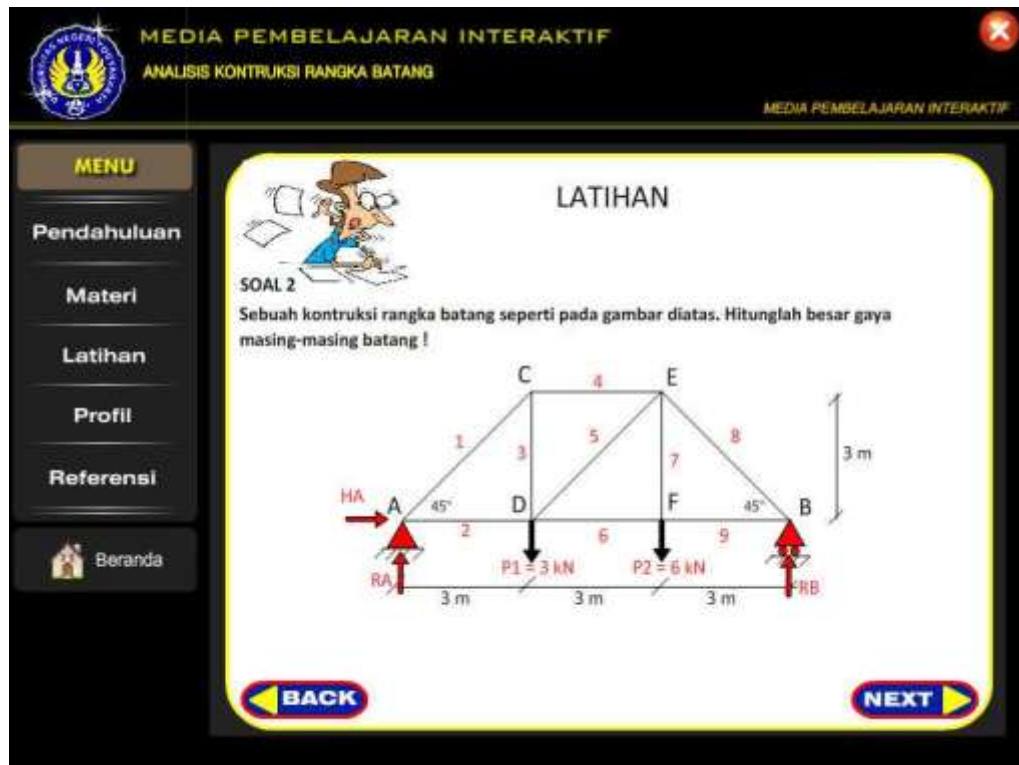 MEDIA PEMBELAJARAN INTERAKTIF
ANALISIS KONTRUKSI RANGKA BATANG
MEDIA PEMBELAJARAN INTERAKTIF
MENU
Pendahuluan
Materi
Latihan
Profil
Referensi
Beranda
LATIHAN
SOAL 2
Sebuah kontruksi rangka batang seperti pada gambar diatas. Hitunglah besar gaya
masing-masing batang !
C 4 E
1 3 5 7 8
3 m
HA A 45° D F 45° B
2 6 9
P1 = 3 kN P2 = 6 kN
RA RB
3 m 3 m 3 m
BACK
NEXT